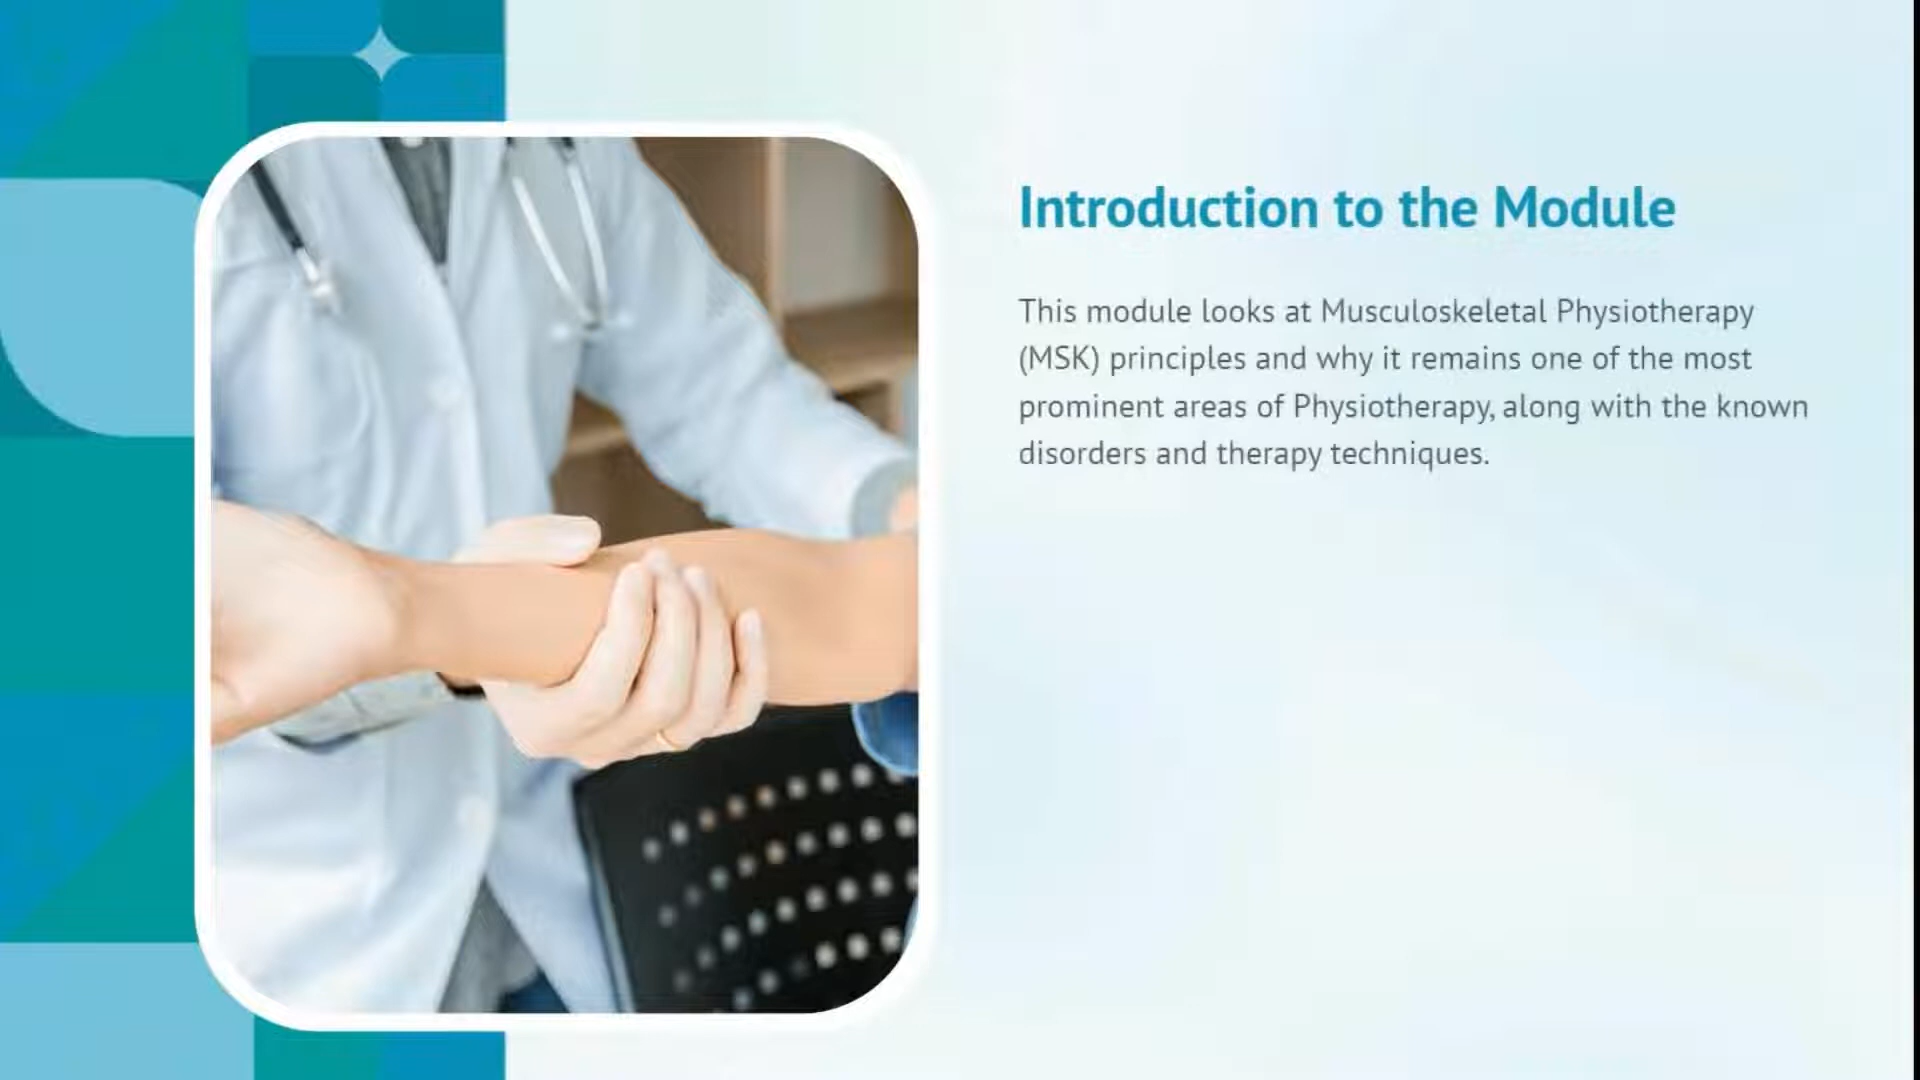 Introduction to the Module
This module looks at Musculoskeletal Physiotherapy
(MSK) principles and why it remains one of the most
prominent areas of Physiotherapy, along with the known
disorders and therapy techniques.